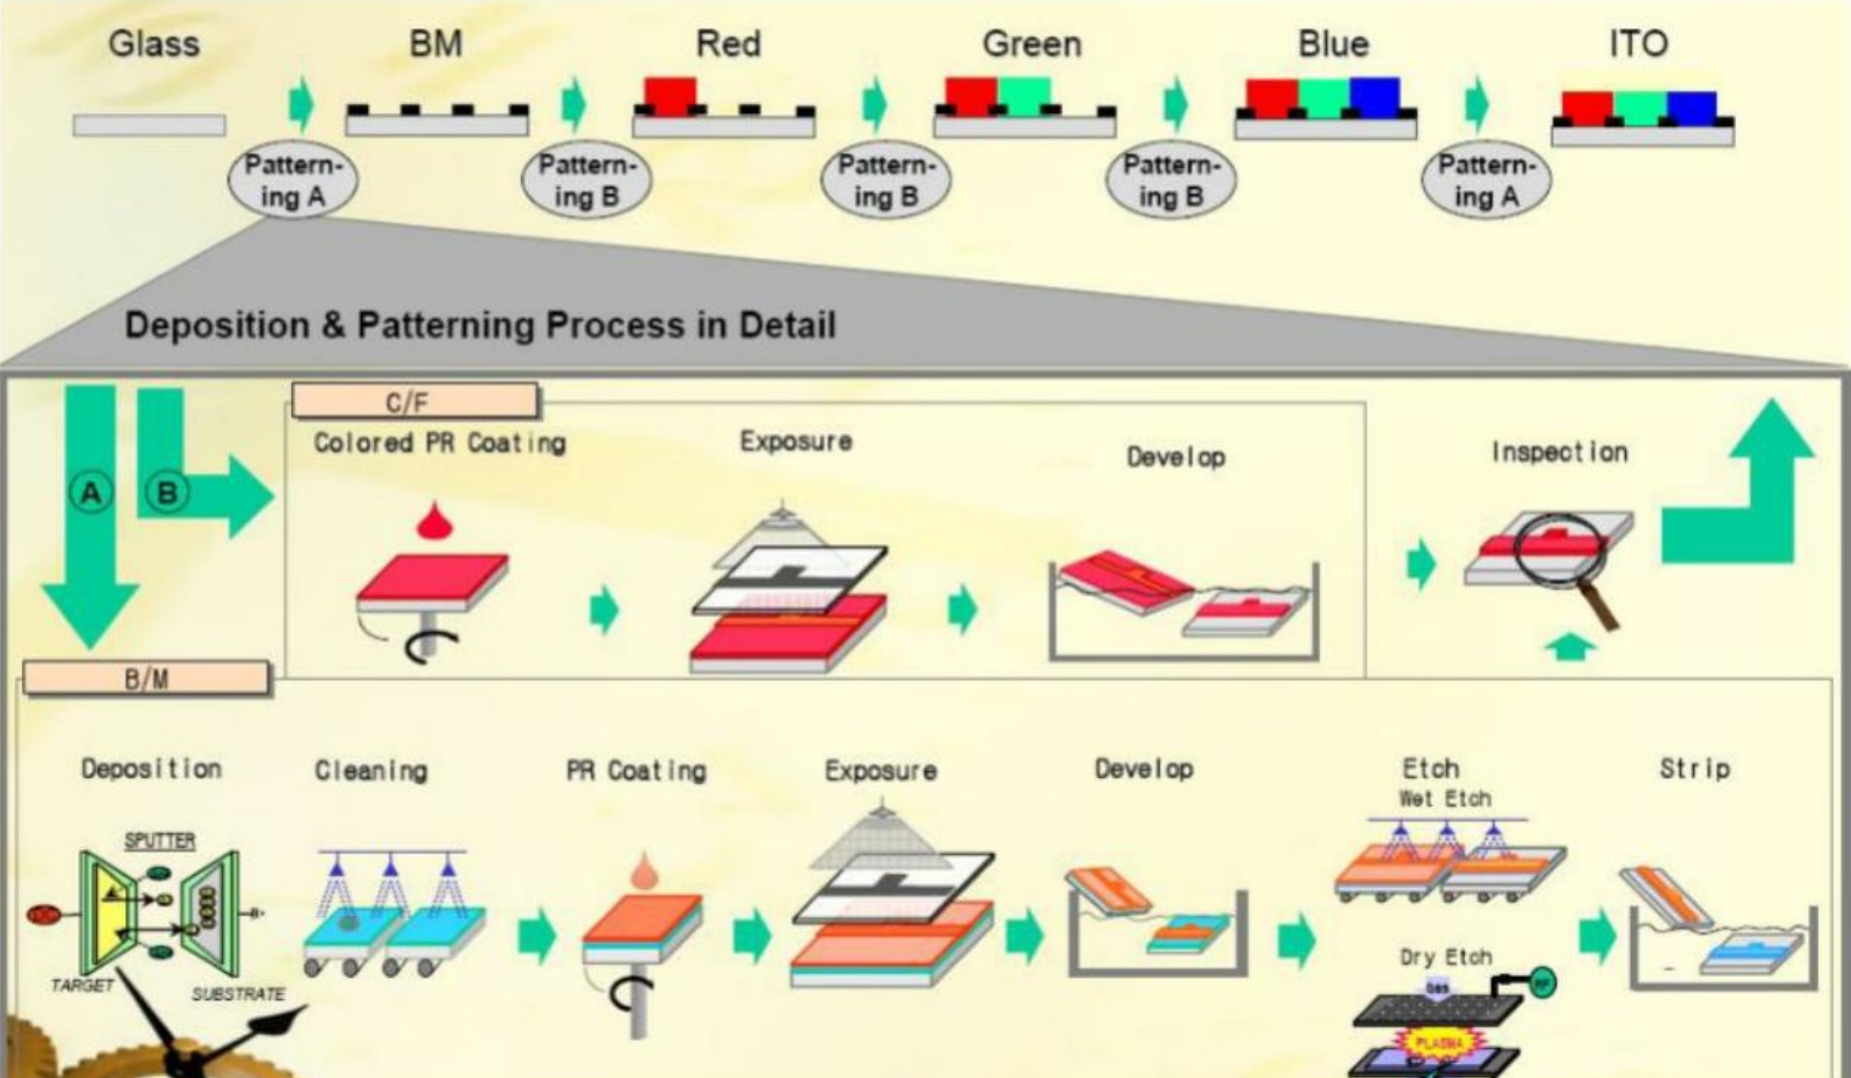 Glass
BM
Red
Green
Blue
ITO
Pattern-
ing A
Pattern-
ing B
Pattern-
ing B
Pattern-
ing B
Pattern-
ing A
Deposition & Patterning Process in Detail
A
B
C/F
Colored PR Coating
Exposure
Develop
Inspection
B/M
Deposition
Cleaning
PR Coating
Exposure
Develop
Etch
Wet Etch
Strip
SPUTTER
TARGET
SUBSTRATE
Dry Etch
Gas
RF
PLASMA